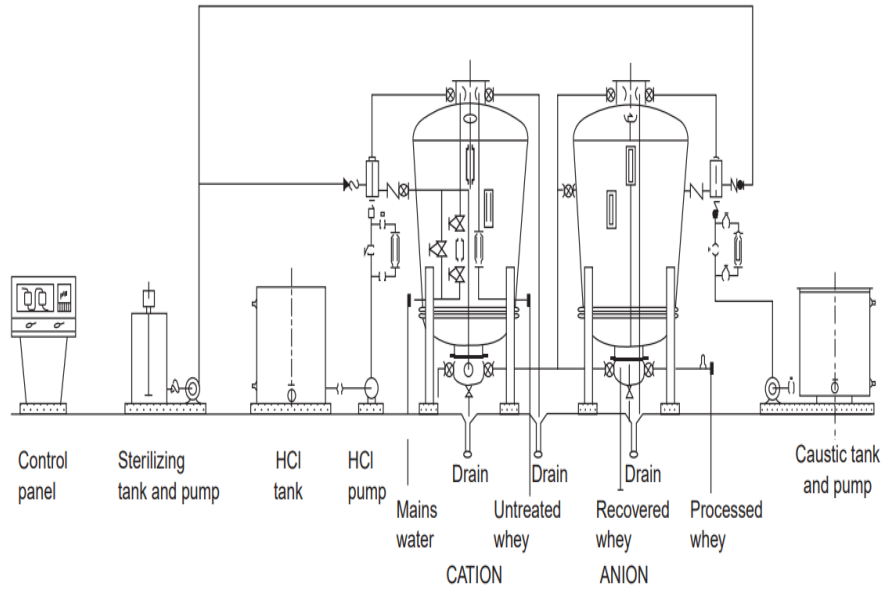 Control
panel
Sterilizing
tank and pump
HCl
tank
HCl
pump
Mains
water
Drain
Untreated
whey
Drain
Recovered
whey
Drain
Processed
whey
Caustic tank
and pump
CATION
ANION